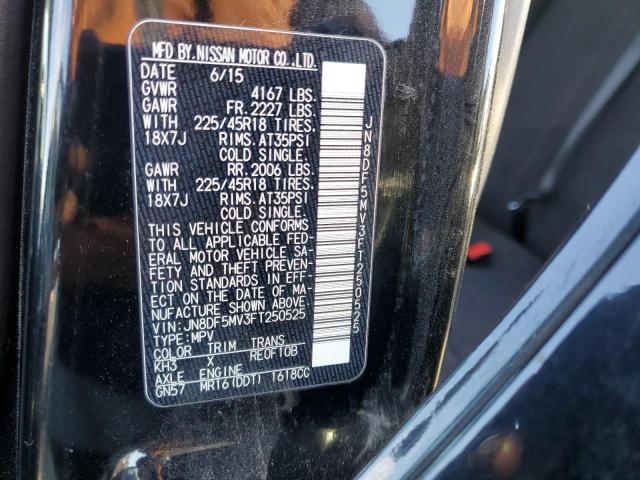 MFD BY.NISSAN MOTOR CO.,LTD.
DATE 6/15
GVWR 4167 LBS.
GAWR FR.2227 LBS.
WITH 225/45R18 TIRES.
18X7J RIMS.AT35PSI
COLD SINGLE.
GAWR RR.2006 LBS.
WITH 225/45R18 TIRES.
18X7J RIMS.AT35PSI
COLD SINGLE.
THIS VEHICLE CONFORMS
TO ALL APPLICABLE FED-
ERAL MOTOR VEHICLE SA-
FETY AND THEFT PREVEN
TION STANDARDS IN EFF-
ECT ON THE DATE OF MA-
NUFACTURE SHOWN ABOVE.
VIN:JN8DF5MV3FT250525
TYPE:MPV
COLOR TRIM TRANS
KH3 X REOFTOB
AXLE ENGINE
GN57 MR16(DDT) 1618CC
JN8DF5MV3FT250525